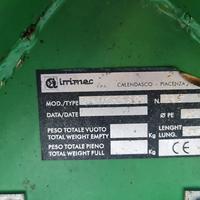 irrimec s.r.l. CALENDASCO - PIACENZA
MOD./TYPE N.
DATA/DATE Ø PE
PESO TOTALE VUOTO Kg LENGHT
TOTAL WEIGHT EMPTY LUNG.
PESO TOTALE PIENO Kg CE
TOTAL WEIGHT FULL